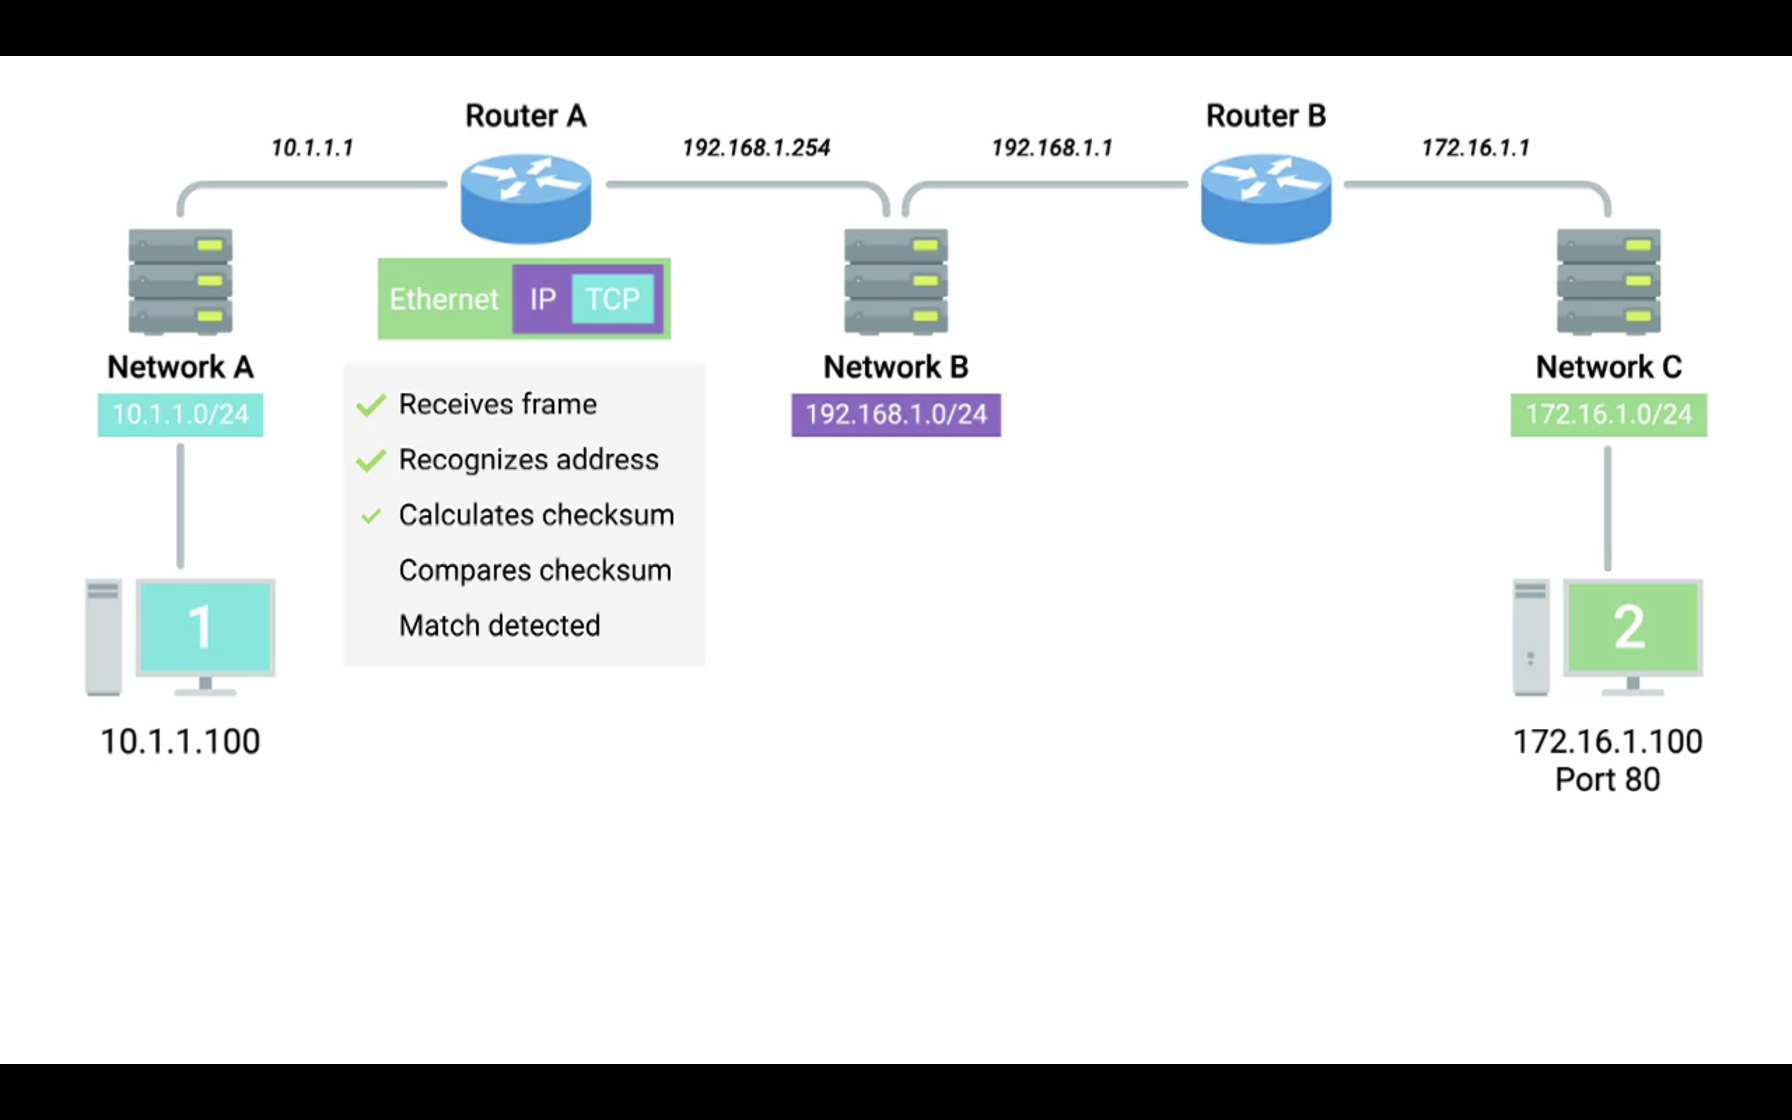 Router A
Router B
10.1.1.1
192.168.1.254
192.168.1.1
172.16.1.1
Ethernet IP TCP
Network A
10.1.1.0/24
Network B
192.168.1.0/24
Network C
172.16.1.0/24
Receives frame
Recognizes address
Calculates checksum
Compares checksum
Match detected
1
10.1.1.100
2
172.16.1.100
Port 80